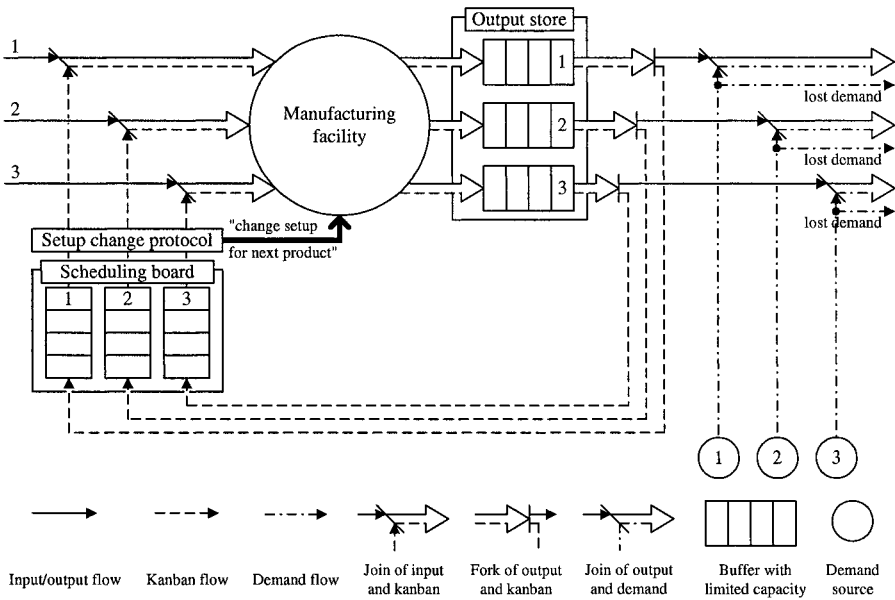 Output store
1
1
2
Manufacturing
facility
2
3
3
lost demand
lost demand
lost demand
"change setup
for next product"
Setup change protocol
Scheduling board
1 2 3
1 2 3
Input/output flow
Kanban flow
Demand flow
Join of input
and kanban
Fork of output
and kanban
Join of output
and demand
Buffer with
limited capacity
Demand
source